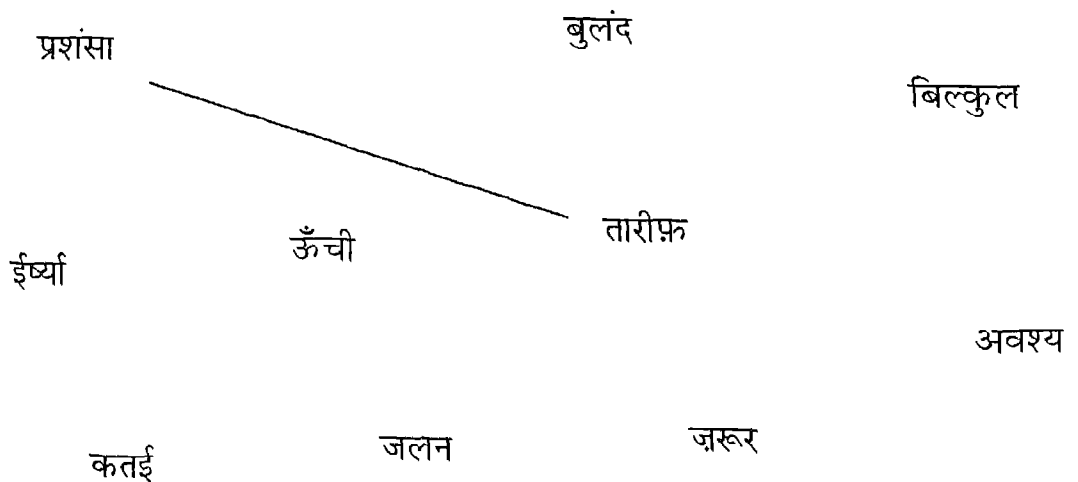 प्रशंसा
बुलंद
बिल्कुल
तारीफ़
ऊँची
ईर्ष्या
अवश्य
ज़रूर
जलन
कतई